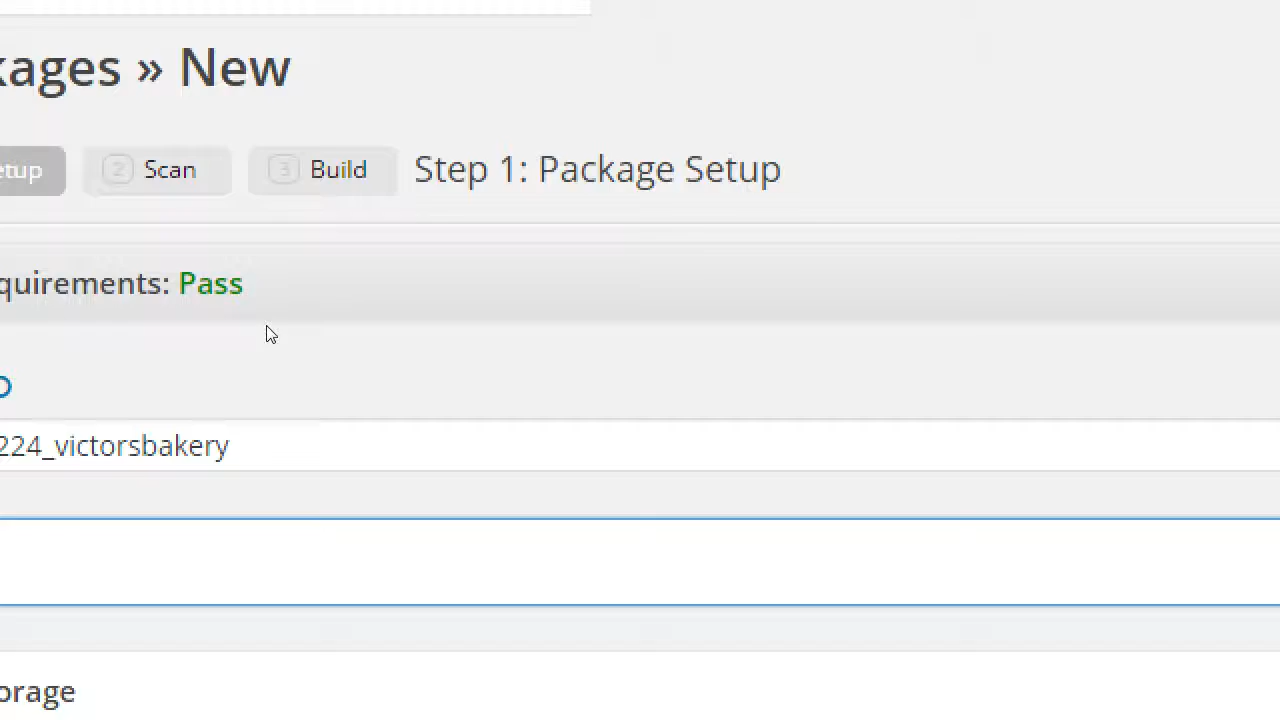 kages » New
etup 2 Scan 3 Build Step 1: Package Setup
quirements: Pass
224_victorsbakery
orage